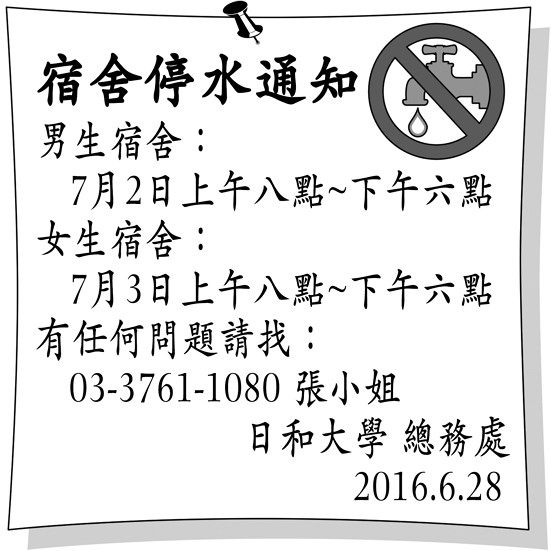 宿舍停水通知
男生宿舍：
7月2日上午八點~下午六點
女生宿舍：
7月3日上午八點~下午六點
有任何問題請找：
03-3761-1080 張小姐
日和大學 總務處
2016.6.28